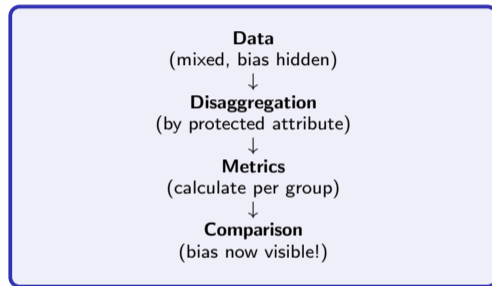 Data
(mixed, bias hidden)
↓
Disaggregation
(by protected attribute)
↓
Metrics
(calculate per group)
↓
Comparison
(bias now visible!)